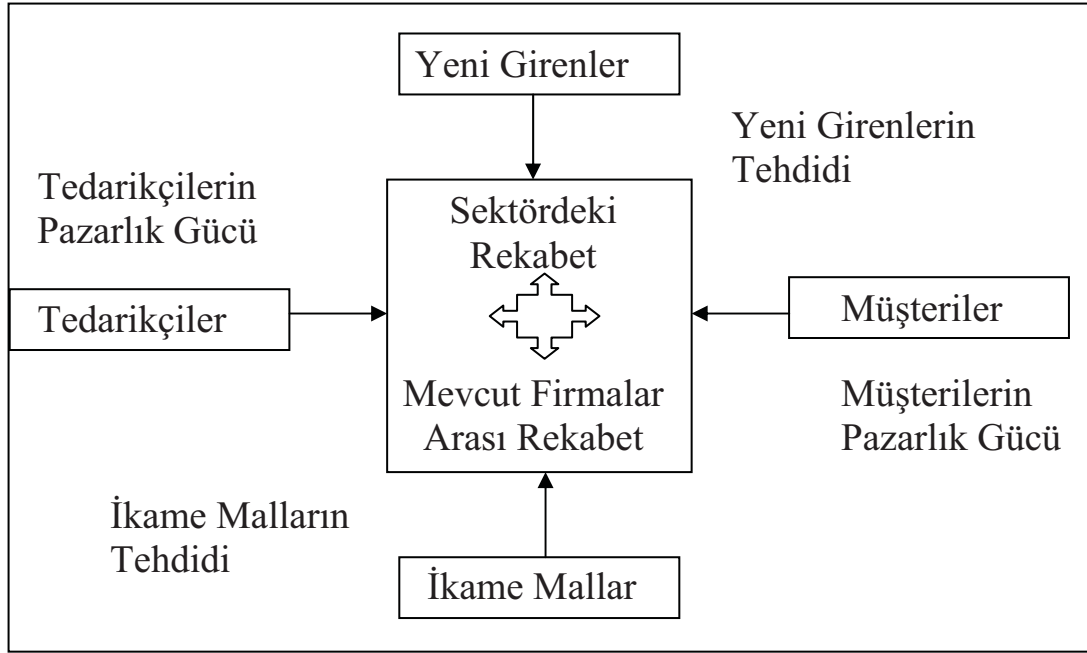 Yeni Girenler
Yeni Girenlerin
Tehdidi
Tedarikçilerin
Pazarlık Gücü
Sektördeki
Rekabet
Tedarikçiler
Müşteriler
Mevcut Firmalar
Arası Rekabet
Müşterilerin
Pazarlık Gücü
İkame Malların
Tehdidi
İkame Mallar